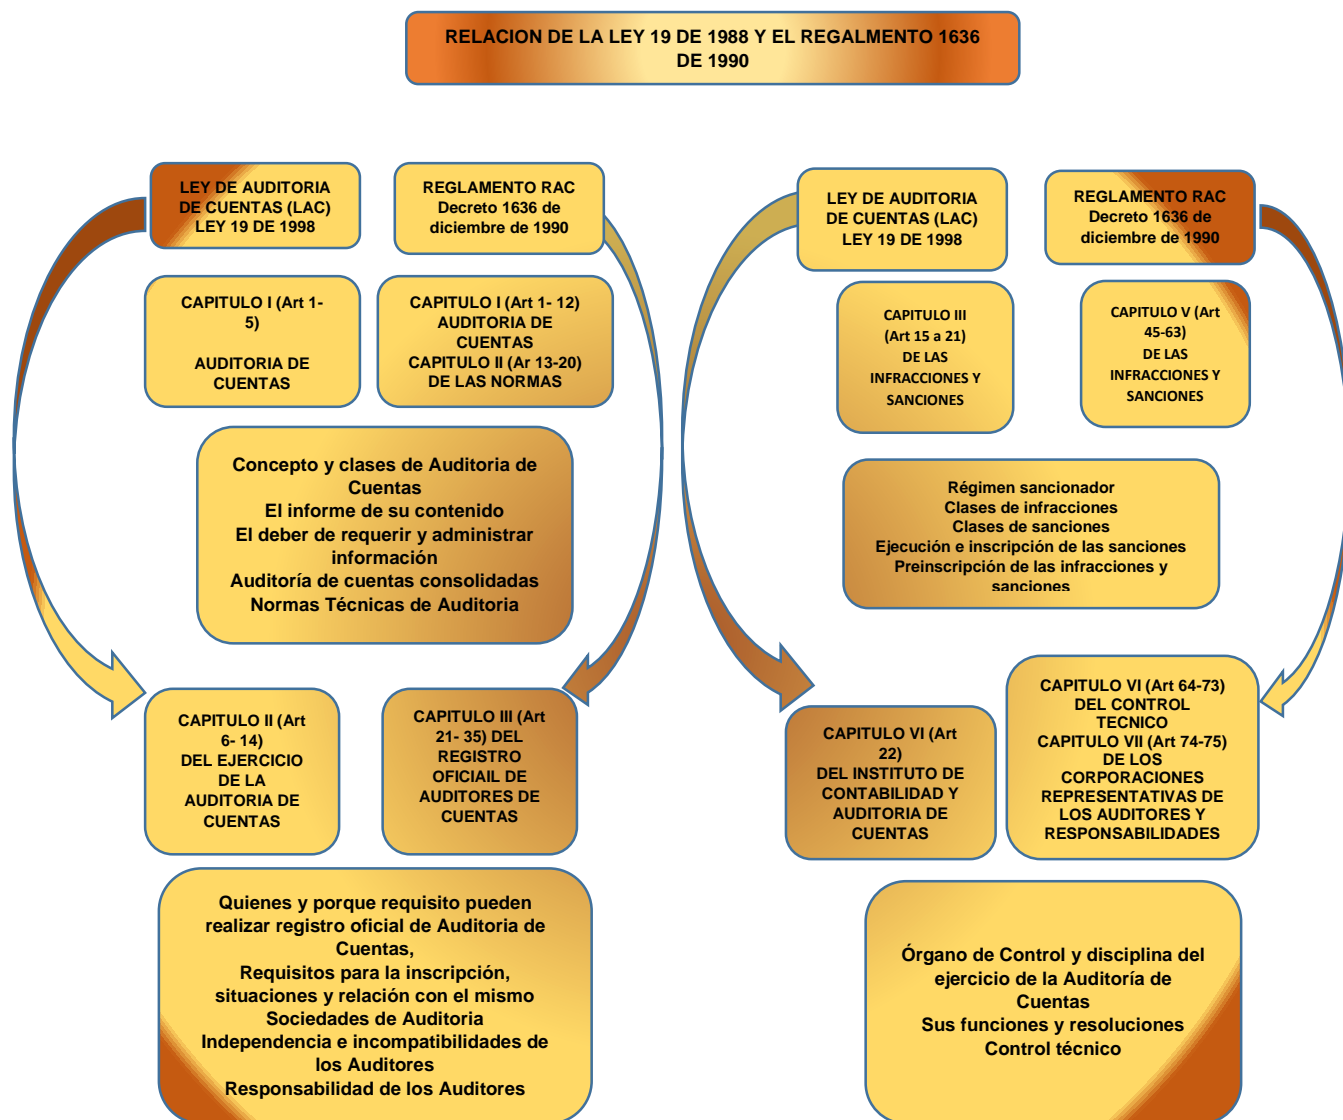 RELACION DE LA LEY 19 DE 1988 Y EL REGALMENTO 1636
DE 1990
LEY DE AUDITORIA
DE CUENTAS (LAC)
LEY 19 DE 1998
REGLAMENTO RAC
Decreto 1636 de
diciembre de 1990
CAPITULO I (Art 1-
5)
AUDITORIA DE
CUENTAS
CAPITULO I (Art 1- 12)
AUDITORIA DE
CUENTAS
CAPITULO II (Ar 13-20)
DE LAS NORMAS
Concepto y clases de Auditoria de
Cuentas
El informe de su contenido
El deber de requerir y administrar
información
Auditoría de cuentas consolidadas
Normas Técnicas de Auditoria
CAPITULO II (Art
6- 14)
DEL EJERCICIO
DE LA
AUDITORIA DE
CUENTAS
CAPITULO III (Art
21- 35) DEL
REGISTRO
OFICIAIL DE
AUDITORES DE
CUENTAS
Quienes y porque requisito pueden
realizar registro oficial de Auditoria de
Cuentas,
Requisitos para la inscripción,
situaciones y relación con el mismo
Sociedades de Auditoria
Independencia e incompatibilidades de
los Auditores
Responsabilidad de los Auditores
LEY DE AUDITORIA
DE CUENTAS (LAC)
LEY 19 DE 1998
REGLAMENTO RAC
Decreto 1636 de
diciembre de 1990
CAPITULO III
(Art 15 a 21)
DE LAS
INFRACCIONES Y
SANCIONES
CAPITULO V (Art
45-63)
DE LAS
INFRACCIONES Y
SANCIONES
Régimen sancionador
Clases de infracciones
Clases de sanciones
Ejecución e inscripción de las sanciones
Preinscripción de las infracciones y
sanciones
CAPITULO VI (Art
22)
DEL INSTITUTO DE
CONTABILIDAD Y
AUDITORIA DE
CUENTAS
CAPITULO VI (Art 64-73)
DEL CONTROL
TECNICO
CAPITULO VII (Art 74-75)
DE LOS
CORPORACIONES
REPRESENTATIVAS DE
LOS AUDITORES Y
RESPONSABILIDADES
Órgano de Control y disciplina del
ejercicio de la Auditoría de
Cuentas
Sus funciones y resoluciones
Control técnico